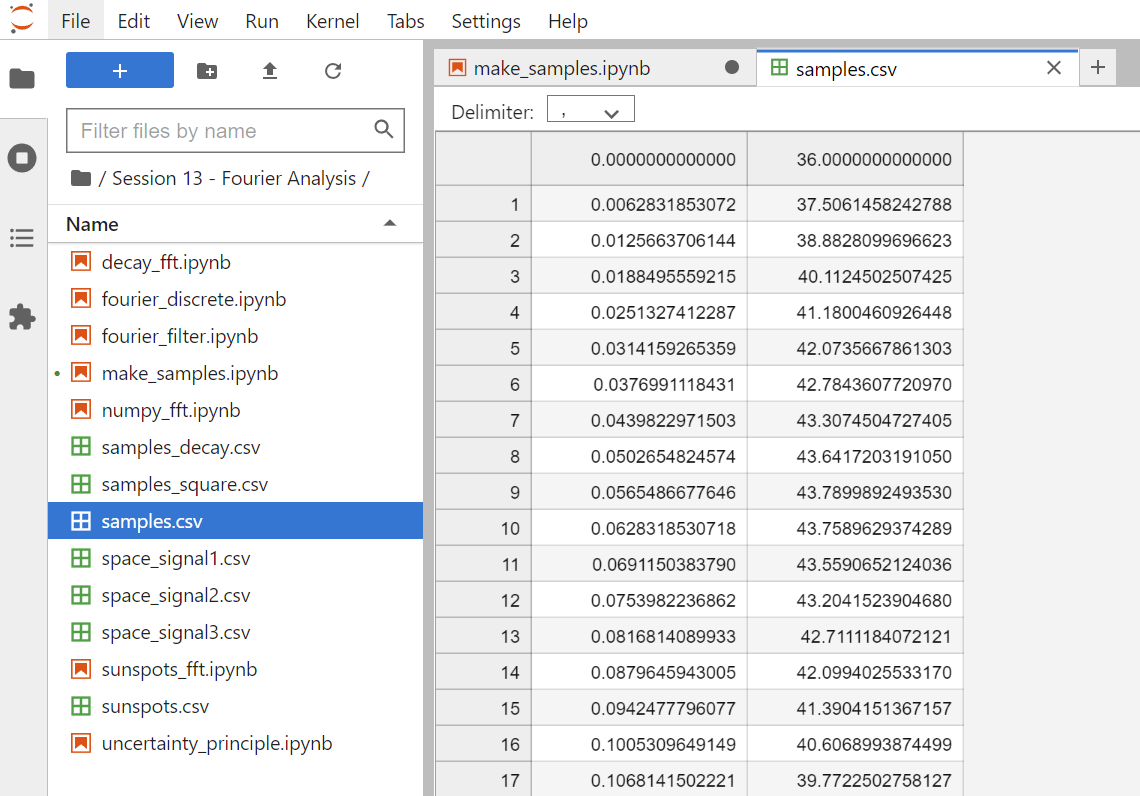 File Edit View Run Kernel Tabs Settings Help
+
Filter files by name
/ Session 13 - Fourier Analysis /
Name
decay_fft.ipynb
fourier_discrete.ipynb
fourier_filter.ipynb
make_samples.ipynb
numpy_fft.ipynb
samples_decay.csv
samples_square.csv
samples.csv
space_signal1.csv
space_signal2.csv
space_signal3.csv
sunspots_fft.ipynb
sunspots.csv
uncertainty_principle.ipynb
make_samples.ipynb samples.csv +
Delimiter: ,
0.0000000000000 36.0000000000000
1 0.0062831853072 37.5061458242788
2 0.0125663706144 38.8828099696623
3 0.0188495559215 40.1124502507425
4 0.0251327412287 41.1800460926448
5 0.0314159265359 42.0735667861303
6 0.0376991118431 42.7843607720970
7 0.0439822971503 43.3074504727405
8 0.0502654824574 43.6417203191050
9 0.0565486677646 43.7899892493530
10 0.0628318530718 43.7589629374289
11 0.0691150383790 43.5590652124036
12 0.0753982236862 43.2041523904680
13 0.0816814089933 42.7111184072121
14 0.0879645943005 42.0994025533170
15 0.0942477796077 41.3904151367157
16 0.1005309649149 40.6068993874499
17 0.1068141502221 39.7722502758127